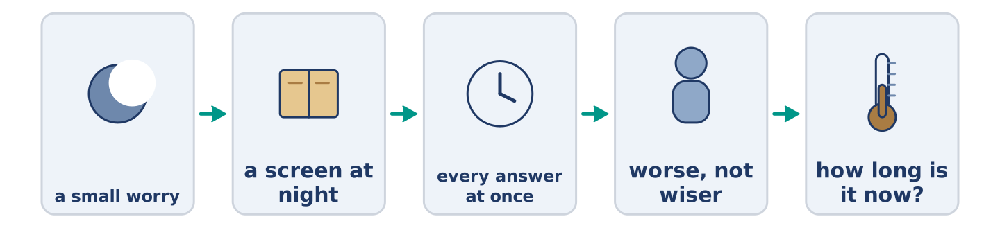 a small worry
a screen at
night
every answer
at once
worse, not
wiser
how long is
it now?